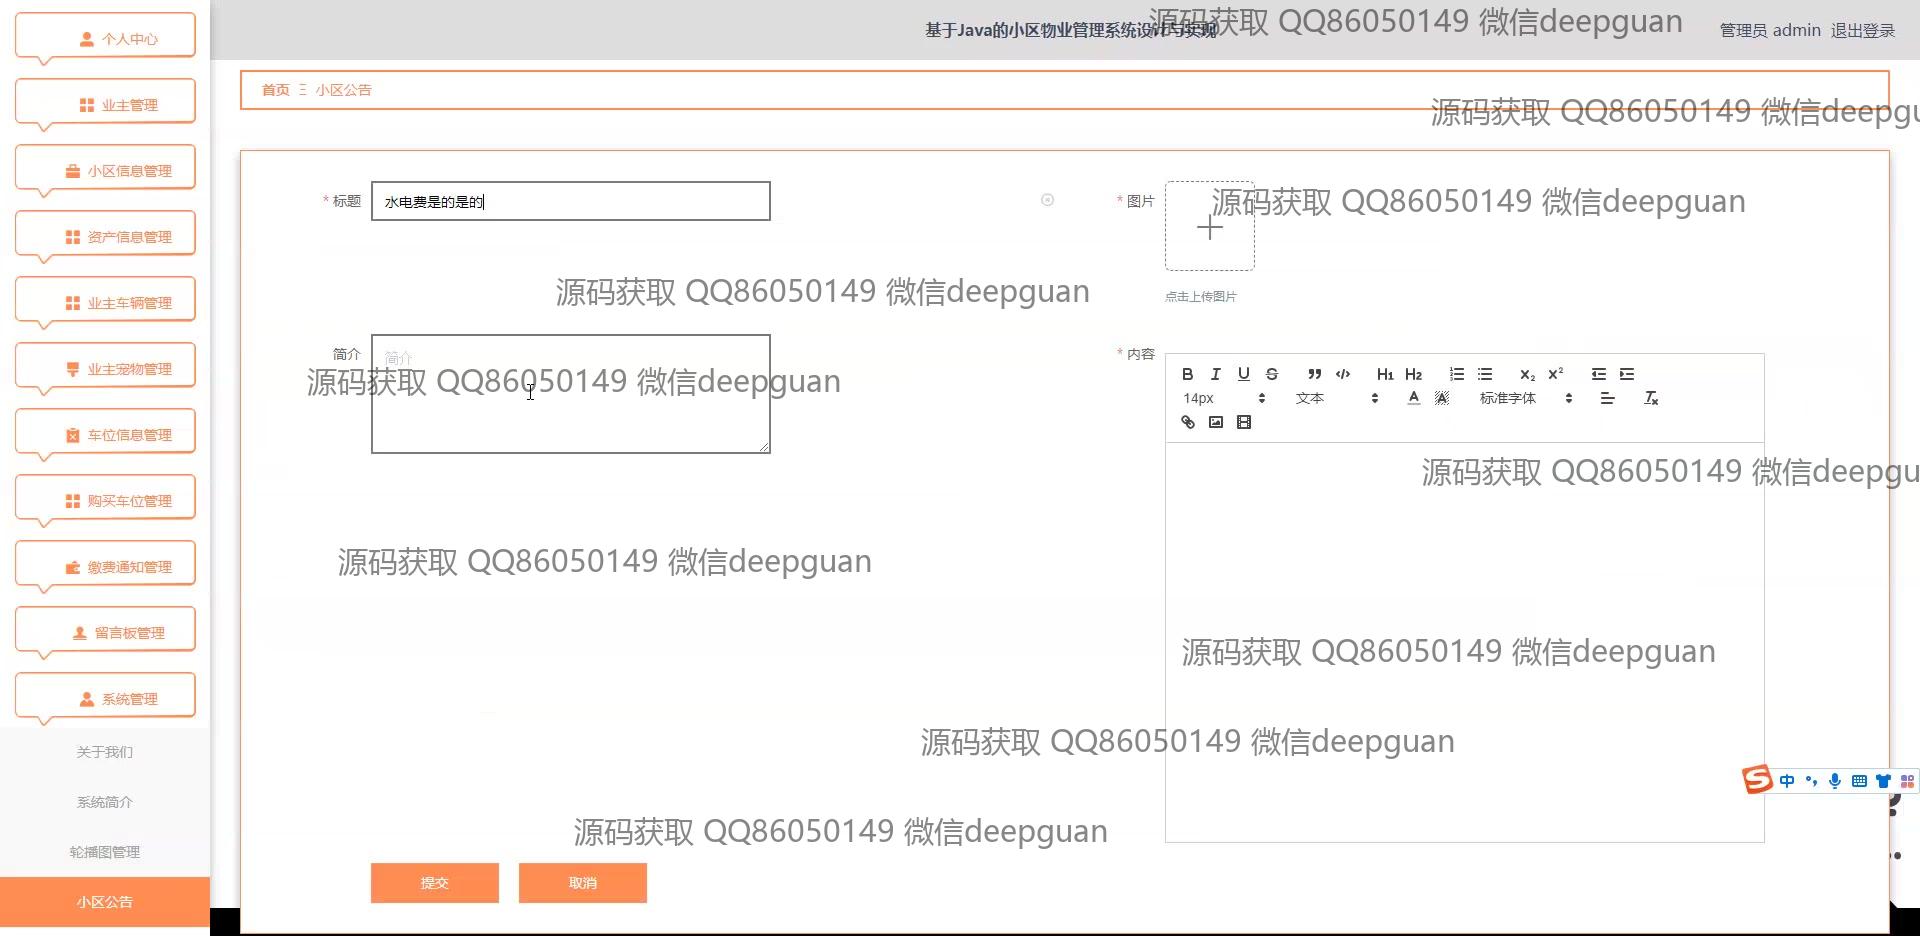 基于Java的小区物业管理系统设计与实现
管理员 admin 退出登录
源码获取 QQ86050149 微信deepguan
个人中心
业主管理
小区信息管理
资产信息管理
业主车辆管理
业主宠物管理
车位信息管理
购买车位管理
缴费通知管理
留言板管理
系统管理
关于我们
系统简介
轮播图管理
小区公告
首页 小区公告
源码获取 QQ86050149 微信deepgu
* 标题 水电费是的是的
* 图片
源码获取 QQ86050149 微信deepguan
点击上传图片
源码获取 QQ86050149 微信deepguan
简介 简介
源码获取 QQ86050149 微信deepguan
* 内容
B I U S H1 H2 X2 X2
14px 文本 A A 标准字体 Tx
源码获取 QQ86050149 微信deepgu
源码获取 QQ86050149 微信deepguan
源码获取 QQ86050149 微信deepguan
源码获取 QQ86050149 微信deepguan
中
源码获取 QQ86050149 微信deepguan
提交 取消